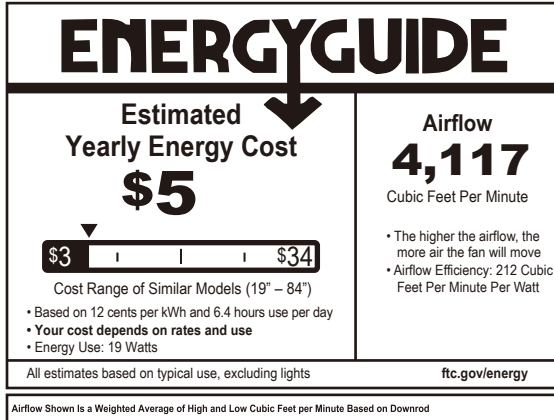 ENERGYGUIDE
Estimated
Yearly Energy Cost
$5
$3 $34
Cost Range of Similar Models (19” – 84”)
• Based on 12 cents per kWh and 6.4 hours use per day
• Your cost depends on rates and use
• Energy Use: 19 Watts
Airflow
4,117
Cubic Feet Per Minute
• The higher the airflow, the
more air the fan will move
• Airflow Efficiency: 212 Cubic
Feet Per Minute Per Watt
All estimates based on typical use, excluding lights
ftc.gov/energy
Airflow Shown Is a Weighted Average of High and Low Cubic Feet per Minute Based on Downrod